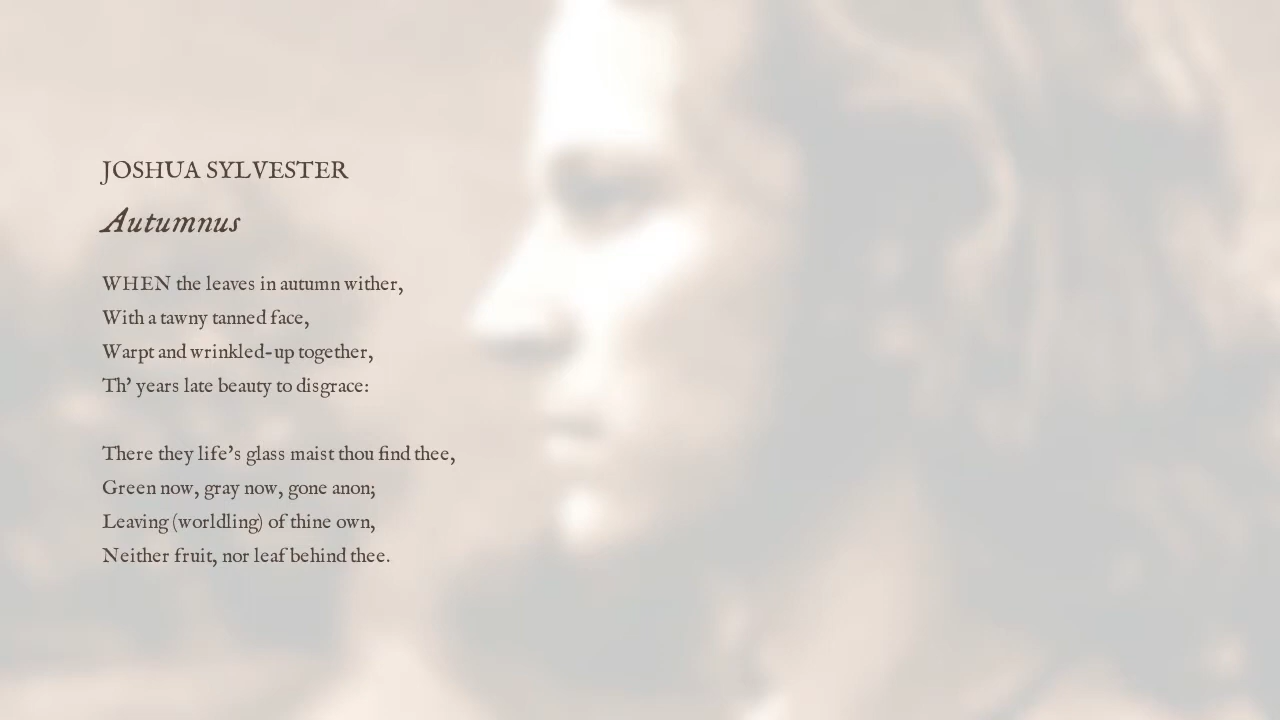 JOSHUA SYLVESTER
Autumnus
WHEN the leaves in autumn wither,
With a tawny tanned face,
Warpt and wrinkled-up together,
Th’ years late beauty to disgrace:
There they life’s glass maist thou find thee,
Green now, gray now, gone anon;
Leaving (worldling) of thine own,
Neither fruit, nor leaf behind thee.